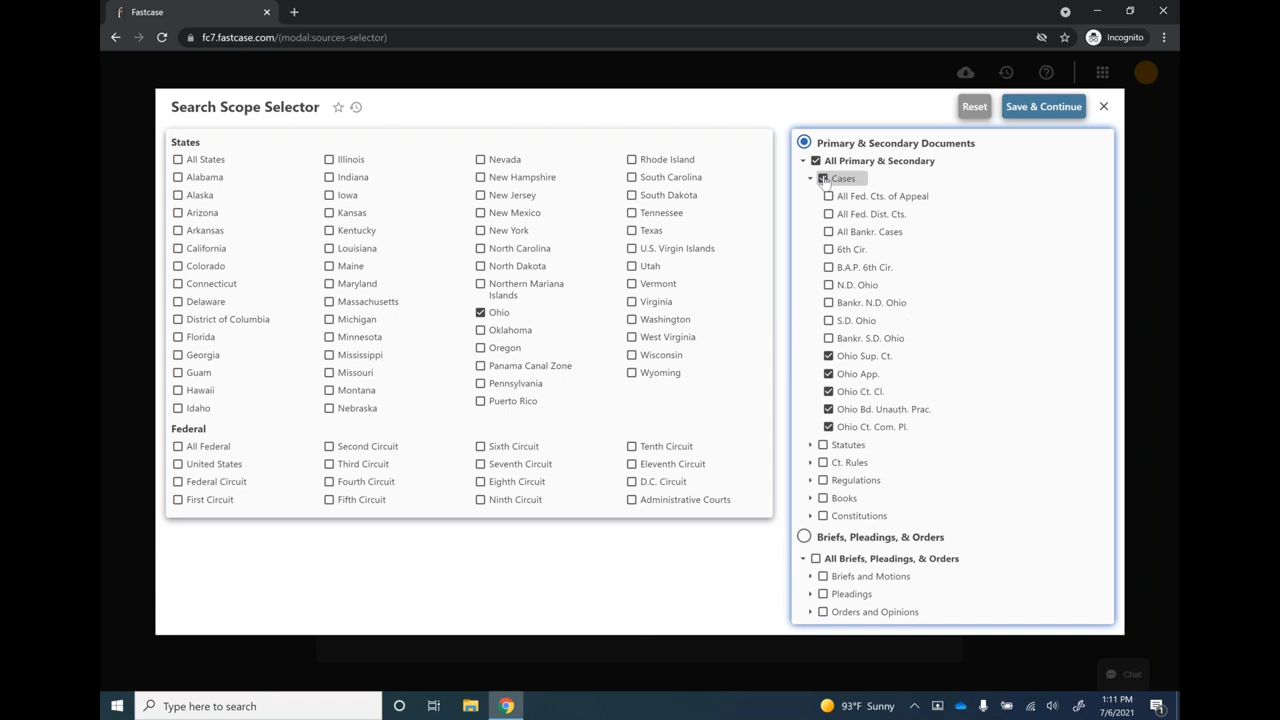 Fastcase
fc7.fastcase.com/(modal:sources-selector)
Incognito
Search Scope Selector
Reset
Save & Continue
States
All States
Alabama
Alaska
Arizona
Arkansas
California
Colorado
Connecticut
Delaware
District of Columbia
Florida
Georgia
Guam
Hawaii
Idaho
Illinois
Indiana
Iowa
Kansas
Kentucky
Louisiana
Maine
Maryland
Massachusetts
Michigan
Minnesota
Mississippi
Missouri
Montana
Nebraska
Nevada
New Hampshire
New Jersey
New Mexico
New York
North Carolina
North Dakota
Northern Mariana
Islands
Ohio
Oklahoma
Oregon
Panama Canal Zone
Pennsylvania
Puerto Rico
Rhode Island
South Carolina
South Dakota
Tennessee
Texas
U.S. Virgin Islands
Utah
Vermont
Virginia
Washington
West Virginia
Wisconsin
Wyoming
Federal
All Federal
United States
Federal Circuit
First Circuit
Second Circuit
Third Circuit
Fourth Circuit
Fifth Circuit
Sixth Circuit
Seventh Circuit
Eighth Circuit
Ninth Circuit
Tenth Circuit
Eleventh Circuit
D.C. Circuit
Administrative Courts
Primary & Secondary Documents
All Primary & Secondary
Cases
All Fed. Cts. of Appeal
All Fed. Dist. Cts.
All Bankr. Cases
6th Cir.
B.A.P. 6th Cir.
N.D. Ohio
Bankr. N.D. Ohio
S.D. Ohio
Bankr. S.D. Ohio
Ohio Sup. Ct.
Ohio App.
Ohio Ct. Cl.
Ohio Bd. Unauth. Prac.
Ohio Ct. Com. Pl.
Statutes
Ct. Rules
Regulations
Books
Constitutions
Briefs, Pleadings, & Orders
All Briefs, Pleadings, & Orders
Briefs and Motions
Pleadings
Orders and Opinions
Chat
Type here to search
93°F Sunny
1:11 PM
7/6/2021
1